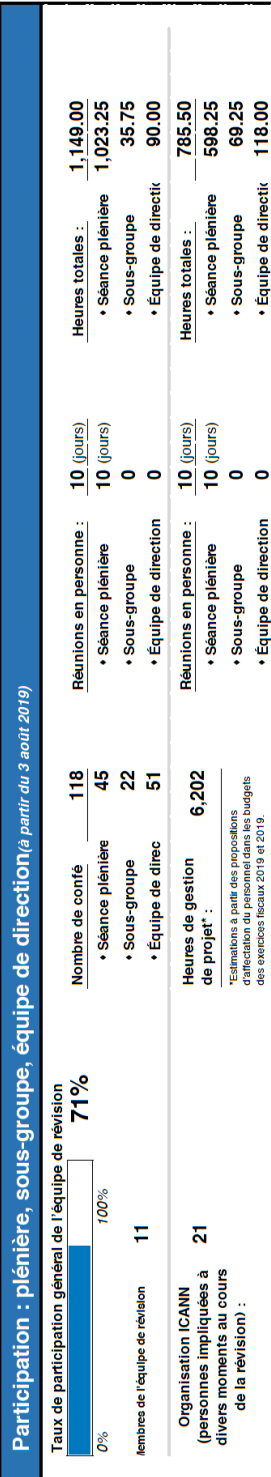 Participation : plénière, sous-groupe, équipe de direction(à partir du 3 août 2019)
Taux de participation général de l'équipe de révision
71%
0%
100%
Membres de l'équipe de révision
11
Nombre de confé
118
• Séance plénière
45
• Sous-groupe
22
• Équipe de direc
51
Réunions en personne :
10 (jours)
• Séance plénière
10 (jours)
• Sous-groupe
0
• Équipe de direction
0
Heures totales :
1,149.00
• Séance plénière
1,023.25
• Sous-groupe
35.75
• Équipe de directic
90.00
Organisation ICANN
(personnes impliquées à
divers moments au cours
de la révision) :
21
Heures de gestion
de projet* :
6,202
*Estimations à partir des propositions
d'affectation du personnel dans les budgets
des exercices fiscaux 2019 et 2019.
Réunions en personne :
10 (jours)
• Séance plénière
10 (jours)
• Sous-groupe
0
• Équipe de direction
0
Heures totales :
785.50
• Séance plénière
598.25
• Sous-groupe
69.25
• Équipe de directic
118.00